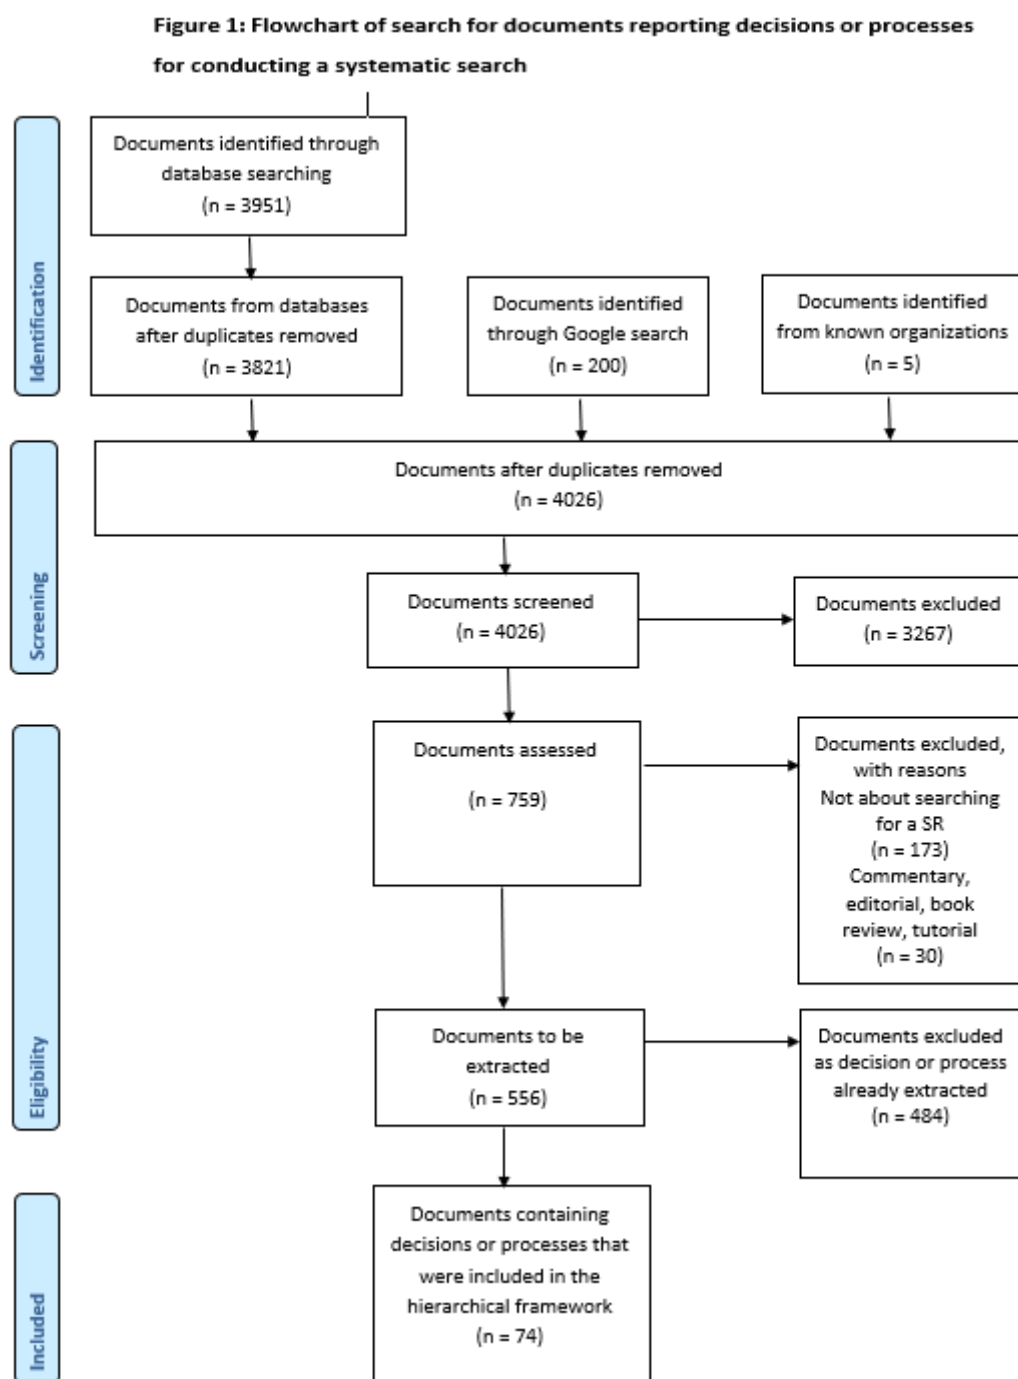 Figure 1: Flowchart of search for documents reporting decisions or processes
for conducting a systematic search
Identification
Documents identified through
database searching
(n = 3951)
Documents from databases
after duplicates removed
(n = 3821)
Documents identified
through Google search
(n = 200)
Documents identified
from known organizations
(n = 5)
Screening
Documents after duplicates removed
(n = 4026)
Documents screened
(n = 4026)
Documents excluded
(n = 3267)
Eligibility
Documents assessed
(n = 759)
Documents excluded,
with reasons
Not about searching
for a SR
(n = 173)
Commentary,
editorial, book
review, tutorial
(n = 30)
Documents to be
extracted
(n = 556)
Documents excluded
as decision or process
already extracted
(n = 484)
Included
Documents containing
decisions or processes that
were included in the
hierarchical framework
(n = 74)